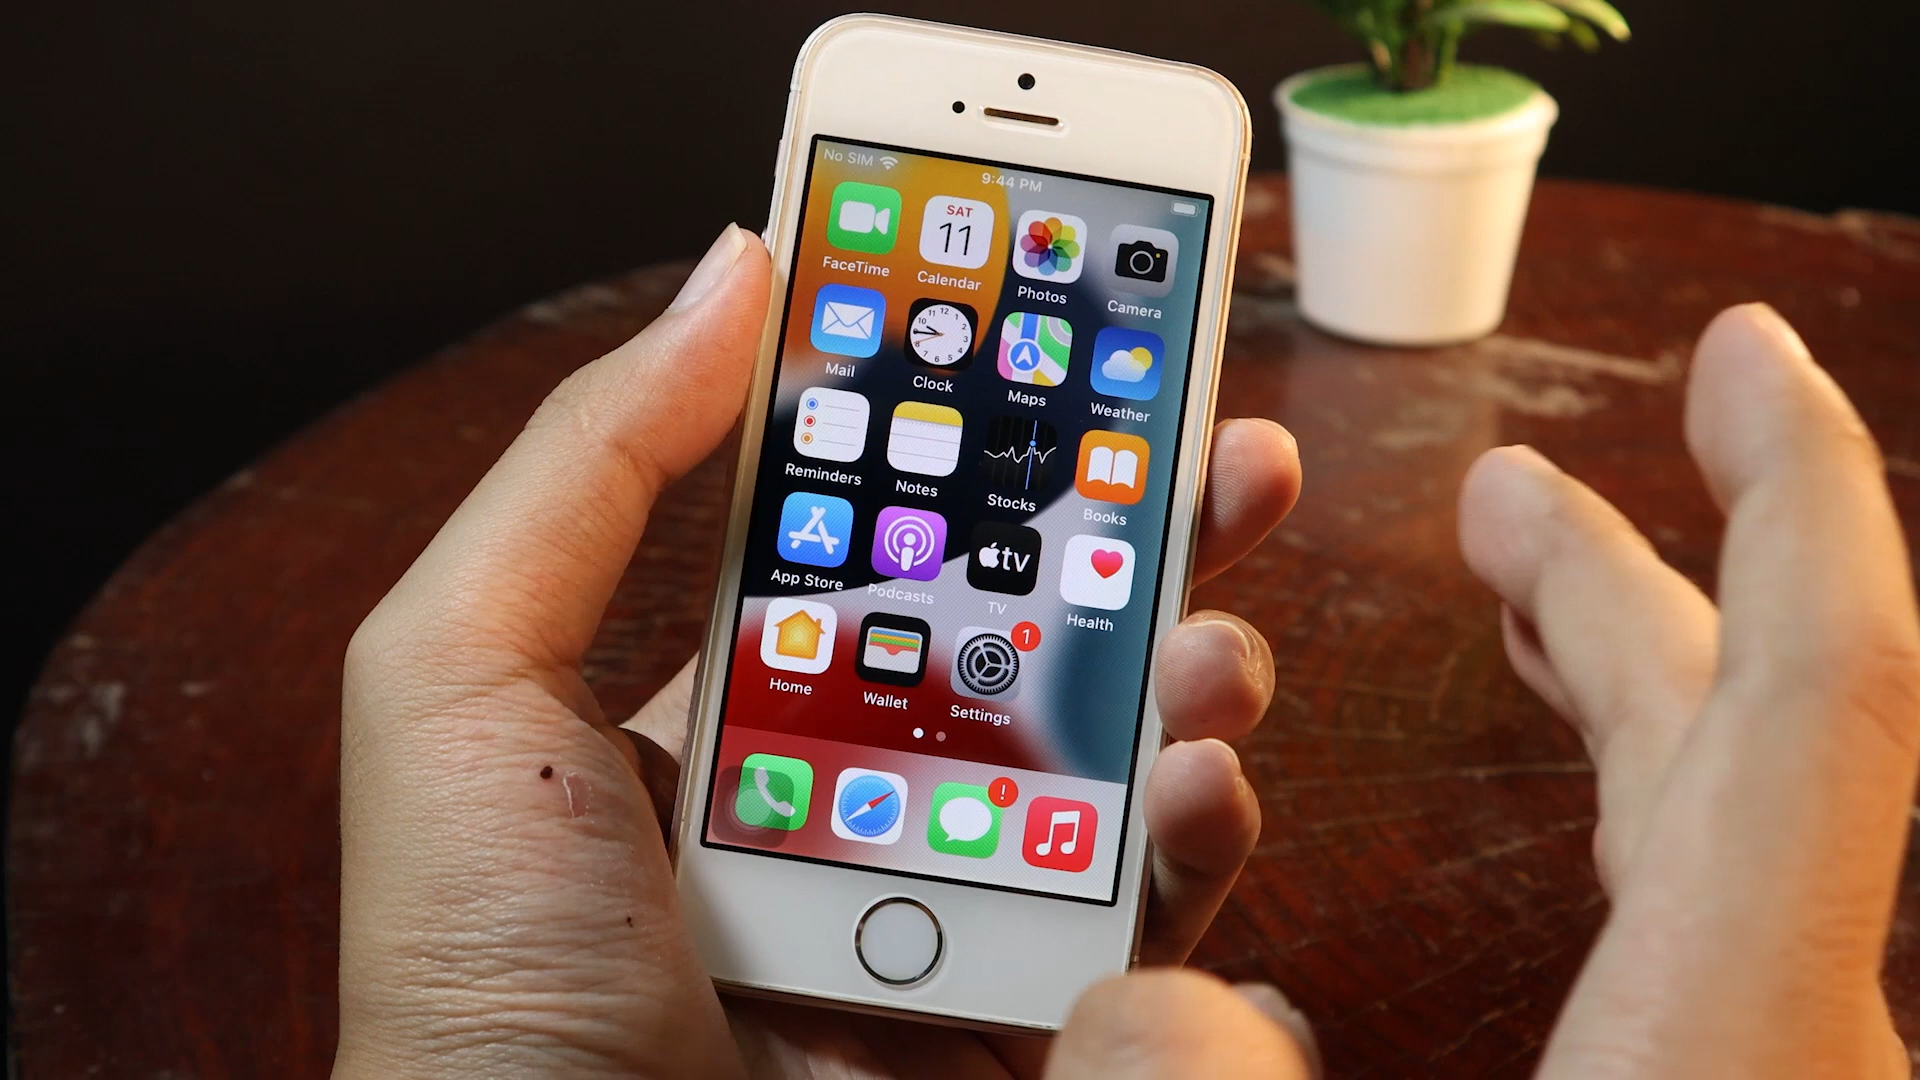 No SIM
9:44 PM
SAT
11
FaceTime
Calendar
Photos
Camera
Mail
Clock
Maps
Weather
Reminders
Notes
Stocks
Books
tv
App Store
Podcasts
TV
Health
1
Home
Wallet
Settings
!